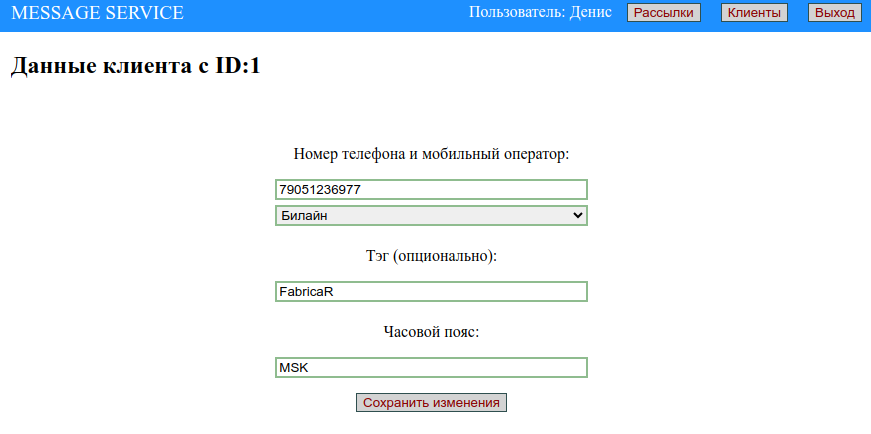 MESSAGE SERVICE Пользователь: Денис Рассылки Клиенты Выход
Данные клиента с ID:1
Номер телефона и мобильный оператор:
79051236977
Билайн
Тэг (опционально):
FabricaR
Часовой пояс:
MSK
Сохранить изменения